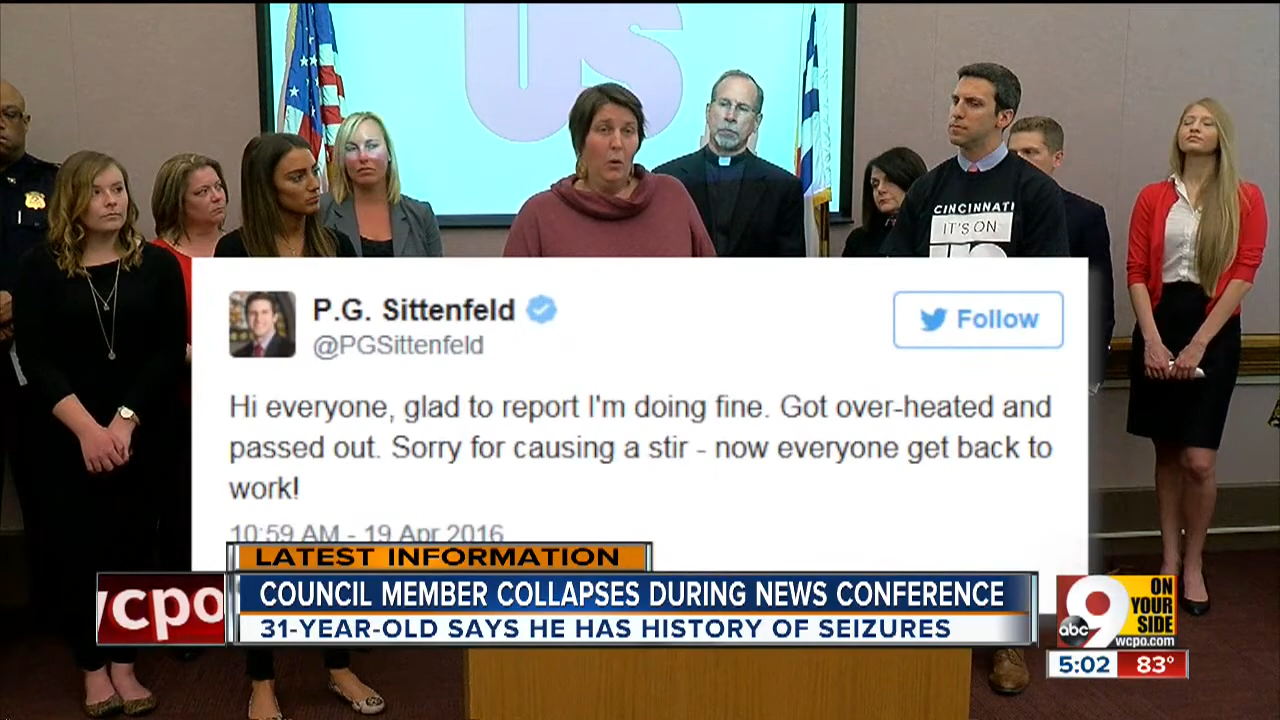 US
CINCINNATI
IT'S ON
P.G. Sittenfeld
@PGSittenfeld
Follow
Hi everyone, glad to report I'm doing fine. Got over-heated and
passed out. Sorry for causing a stir - now everyone get back to
work!
10:59 AM - 19 Apr 2016
LATEST INFORMATION
COUNCIL MEMBER COLLAPSES DURING NEWS CONFERENCE
31-YEAR-OLD SAYS HE HAS HISTORY OF SEIZURES
wcpo
abc 9
ON
YOUR
SIDE
wcpo.com
5:02 83°